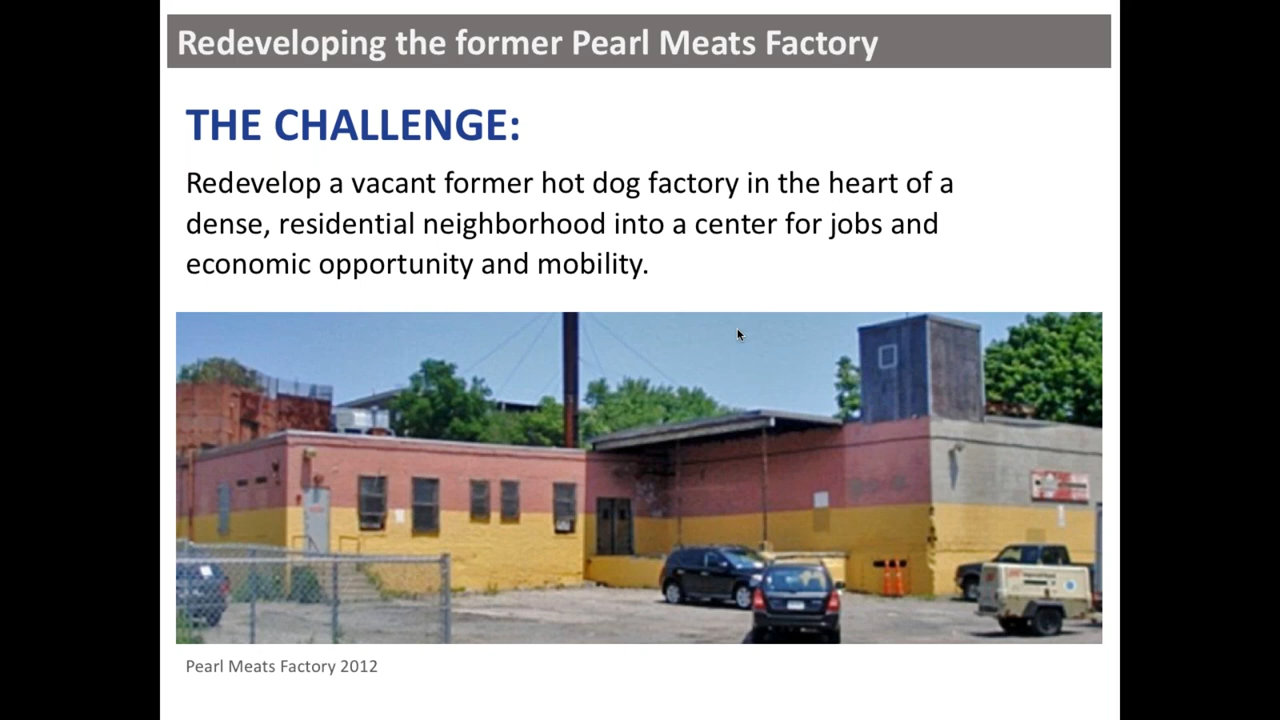 Redeveloping the former Pearl Meats Factory
THE CHALLENGE:
Redevelop a vacant former hot dog factory in the heart of a
dense, residential neighborhood into a center for jobs and
economic opportunity and mobility.
Pearl Meats Factory 2012